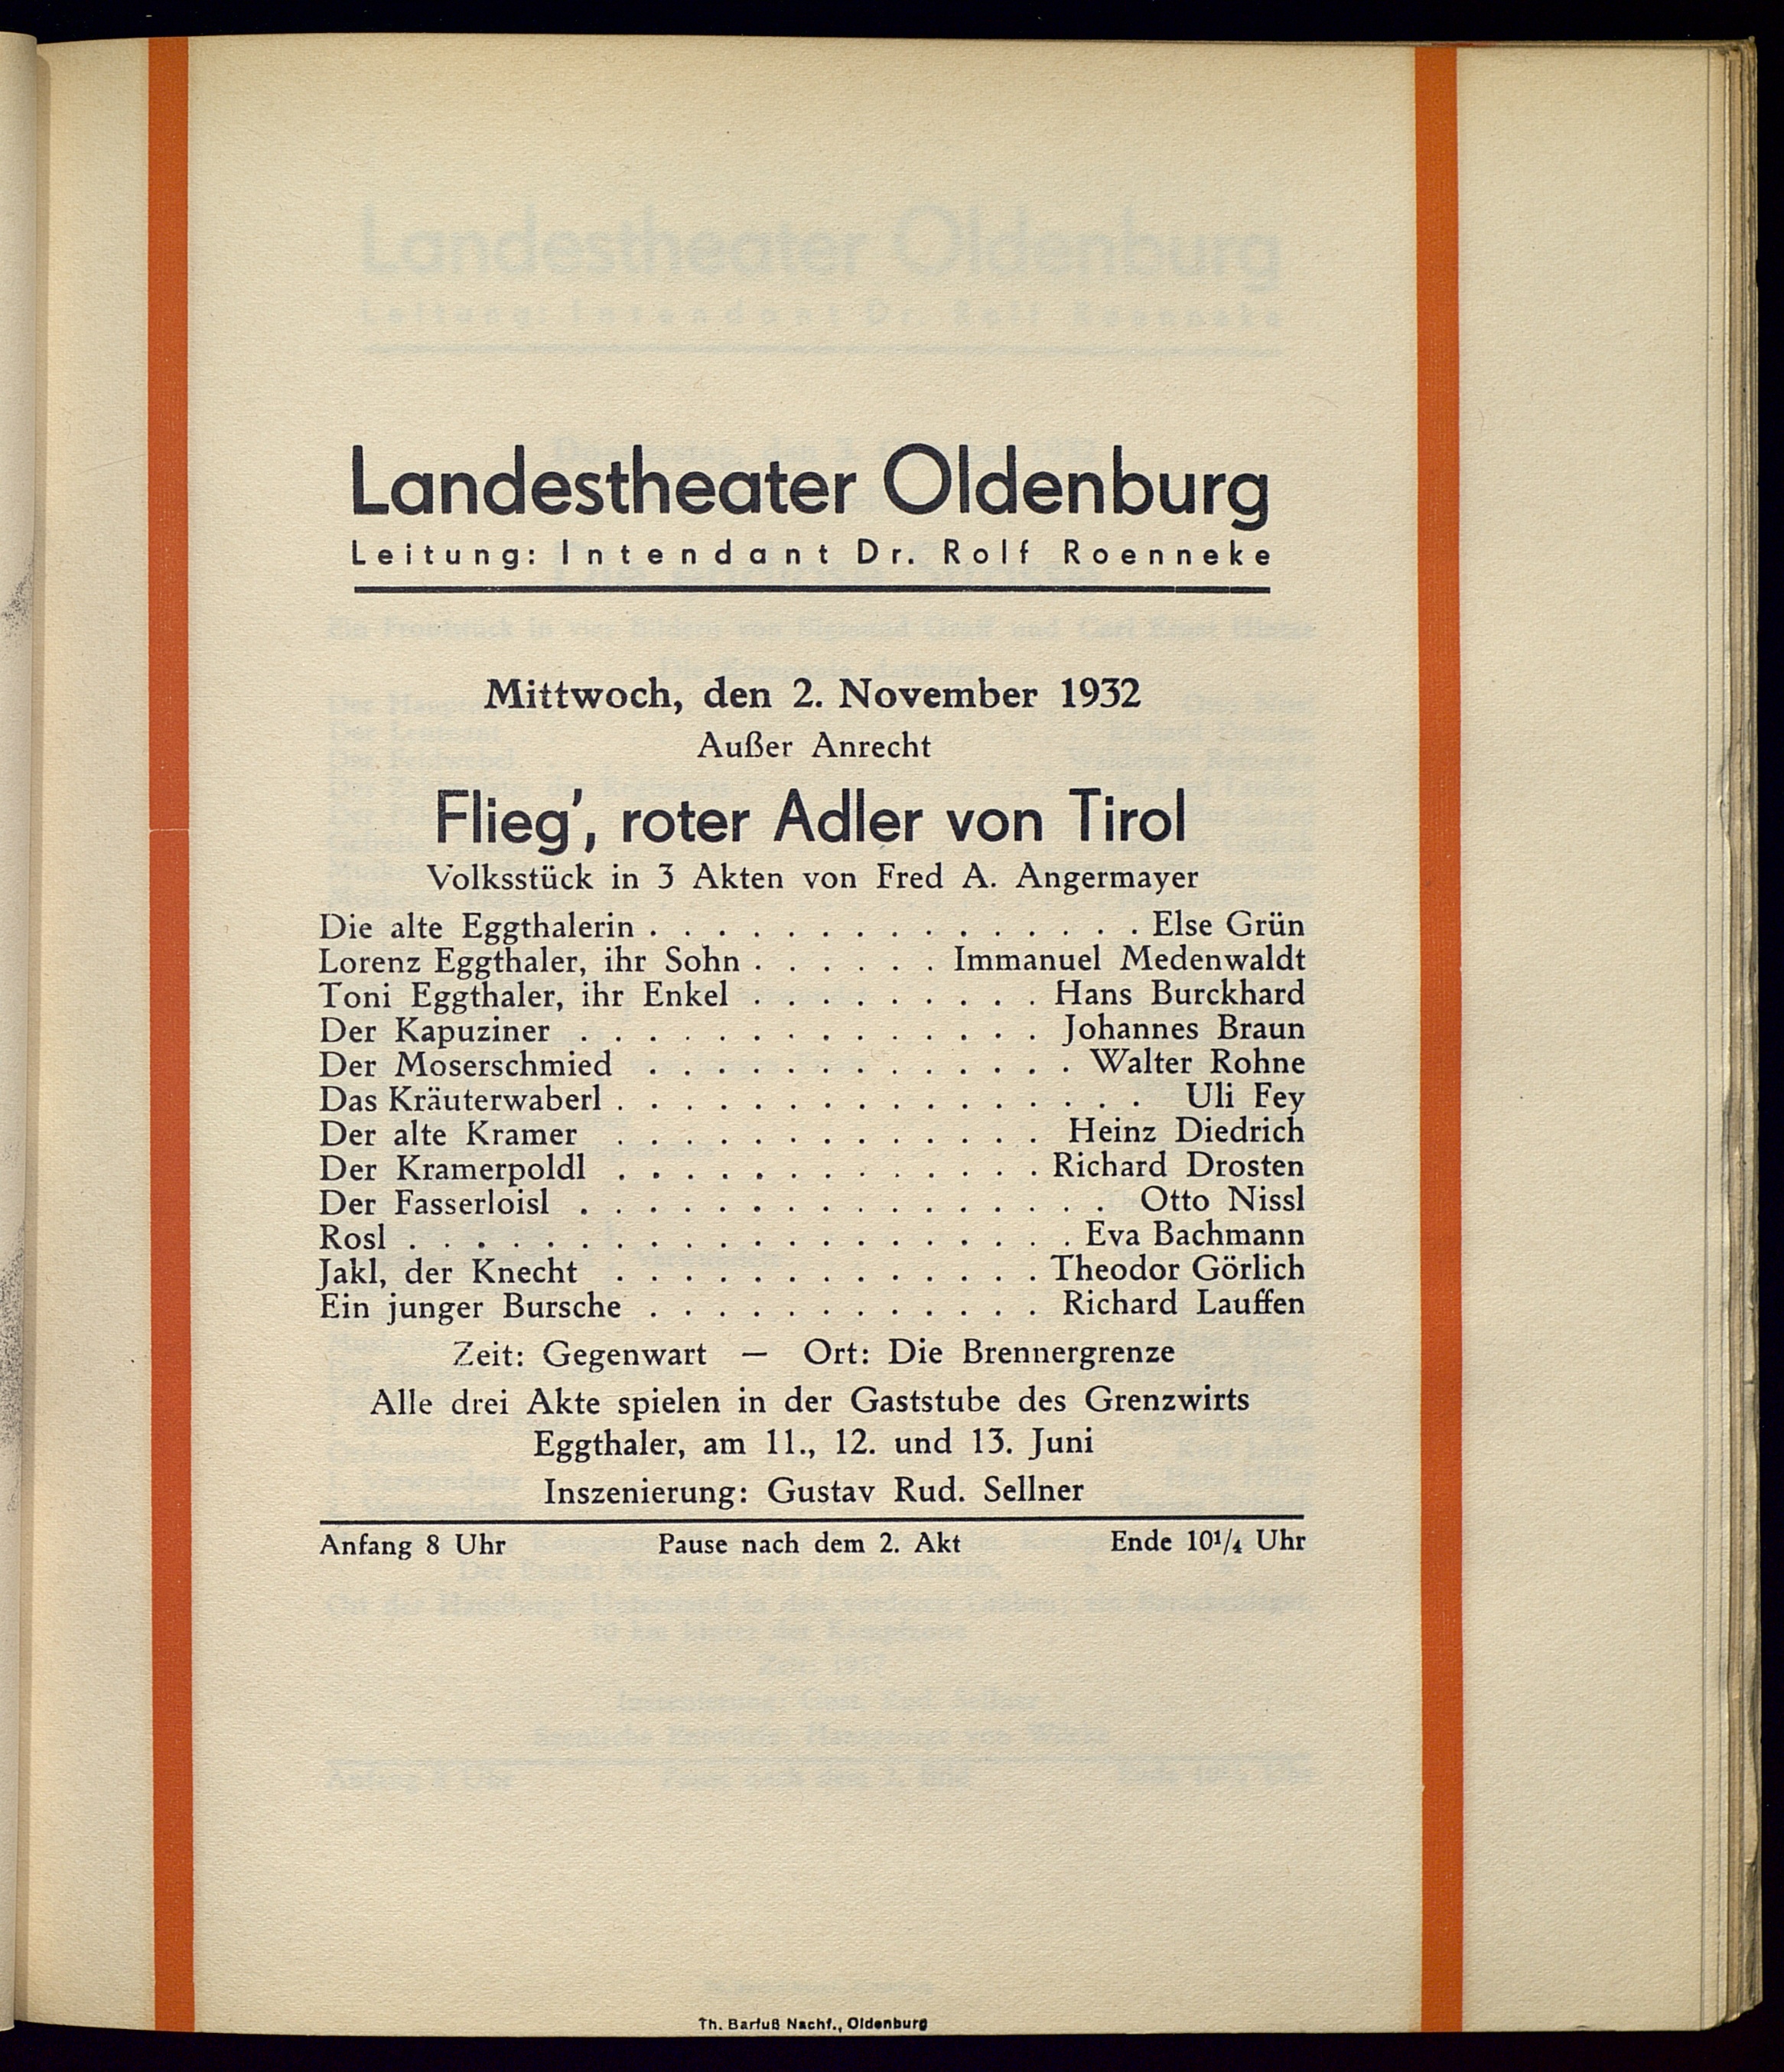 Landestheater Oldenburg
Leitung: Intendant Dr. Rolf Roenneke
Mittwoch, den 2. November 1932
Außer Anrecht
Flieg', roter Adler von Tirol
Volksstück in 3 Akten von Fred A. Angermayer
Die alte Eggthalerin . . . . . . . . . . . . . . . Else Grün
Lorenz Eggthaler, ihr Sohn . . . . . . Immanuel Medenwaldt
Toni Eggthaler, ihr Enkel . . . . . . . . . Hans Burckhard
Der Kapuziner . . . . . . . . . . . . . . Johannes Braun
Der Moserschmied . . . . . . . . . . . . . Walter Rohne
Das Kräuterwaberl . . . . . . . . . . . . . . . . Uli Fey
Der alte Kramer . . . . . . . . . . . . . Heinz Diedrich
Der Kramerpoldl . . . . . . . . . . . . . Richard Drosten
Der Fasserloisl . . . . . . . . . . . . . . . . Otto Nissl
Rosl . . . . . . . . . . . . . . . . . . . . Eva Bachmann
Jakl, der Knecht . . . . . . . . . . . . . Theodor Görlich
Ein junger Bursche . . . . . . . . . . . . Richard Lauffen
Zeit: Gegenwart — Ort: Die Brennergrenze
Alle drei Akte spielen in der Gaststube des Grenzwirts
Eggthaler, am 11., 12. und 13. Juni
Inszenierung: Gustav Rud. Sellner
Anfang 8 Uhr Pause nach dem 2. Akt Ende 10¹/₄ Uhr
Th. Barfuß Nachf., Oldenburg